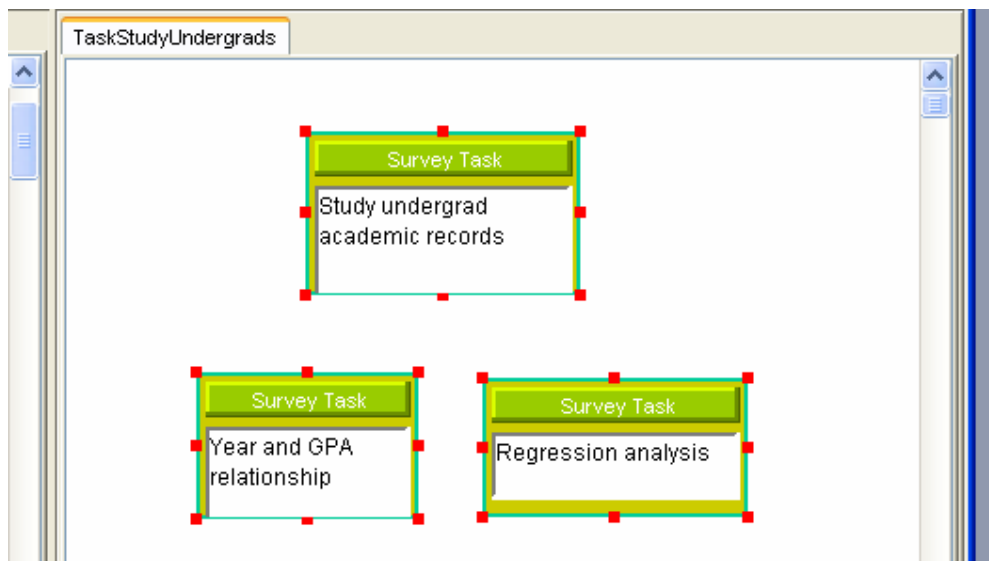 TaskStudyUndergrads
Survey Task
Study undergrad
academic records
Survey Task
Year and GPA
relationship
Survey Task
Regression analysis